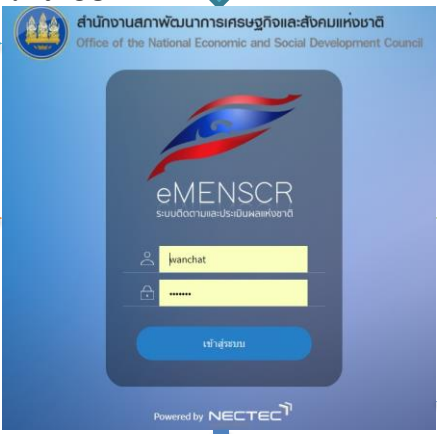 สำนักงานสภาพัฒนาการเศรษฐกิจและสังคมแห่งชาติ
Office of the National Economic and Social Development Council
eMENSCR
ระบบติดตามและประเมินผลแห่งชาติ
wanchat
•••••••
เข้าสู่ระบบ
Powered by NECTEC